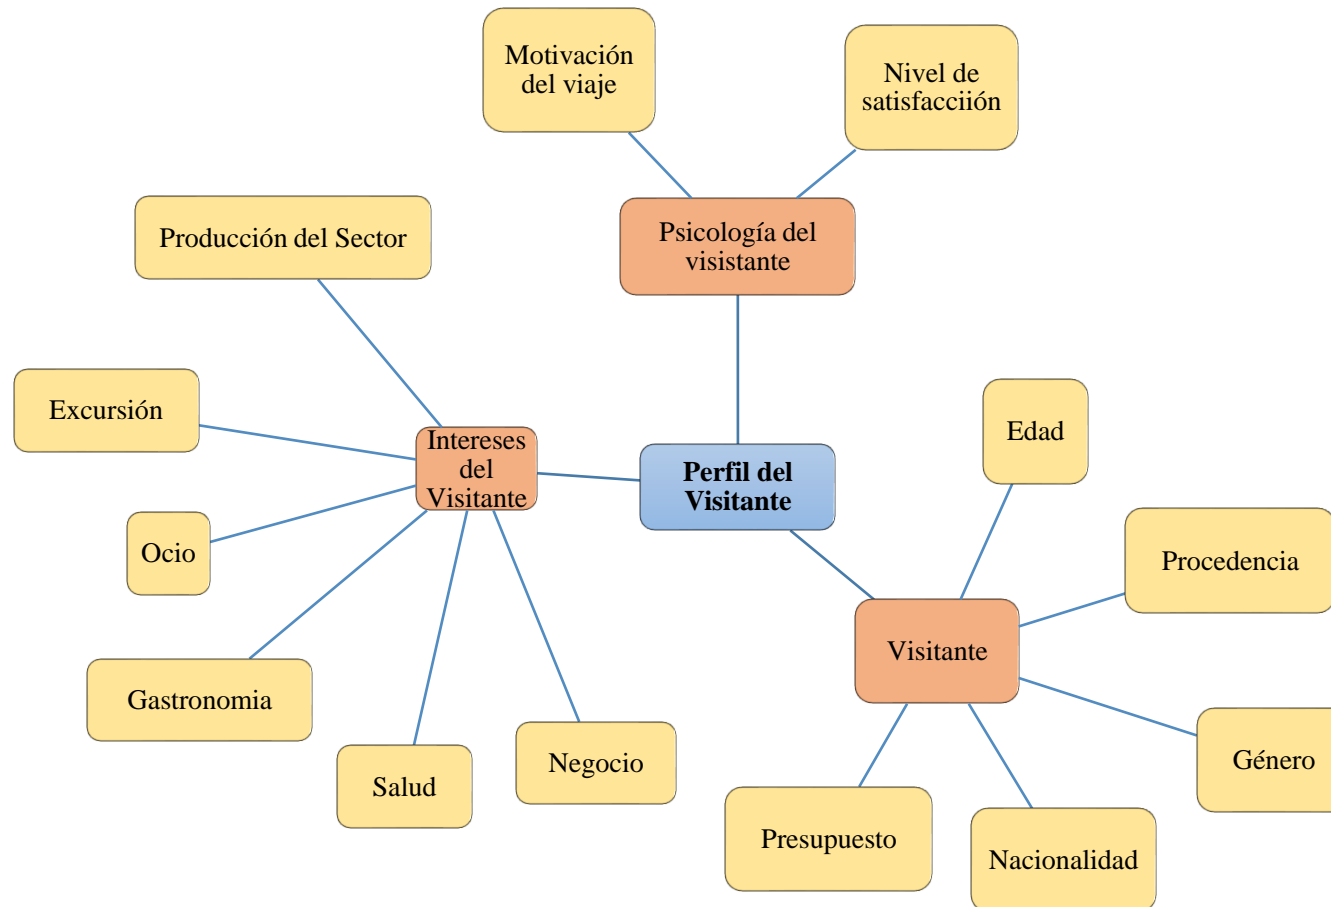 Motivación
del viaje
Nivel de
satisfacciión
Producción del Sector
Psicología del
visistante
Excursión
Intereses
del
Visitante
Perfil del
Visitante
Edad
Ocio
Procedencia
Visitante
Gastronomia
Salud
Negocio
Género
Presupuesto
Nacionalidad